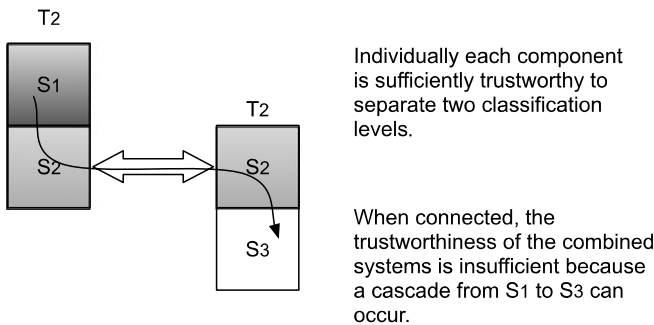 T2
S1
S2
T2
S2
S3
Individually each component
is sufficiently trustworthy to
separate two classification
levels.
When connected, the
trustworthiness of the combined
systems is insufficient because
a cascade from S1 to S3 can
occur.